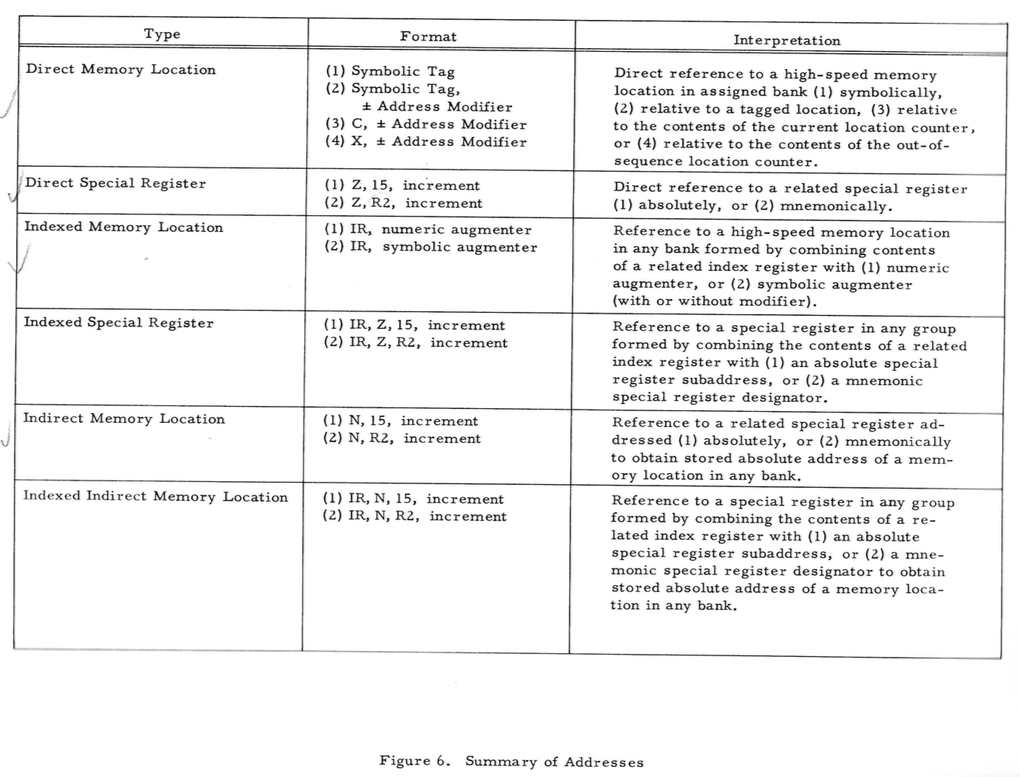 Type Format Interpretation
Direct Memory Location
(1) Symbolic Tag
(2) Symbolic Tag,
± Address Modifier
(3) C, ± Address Modifier
(4) X, ± Address Modifier
Direct reference to a high-speed memory
location in assigned bank (1) symbolically,
(2) relative to a tagged location, (3) relative
to the contents of the current location counter,
or (4) relative to the contents of the out-of-
sequence location counter.
Direct Special Register
(1) Z, 15, increment
(2) Z, R2, increment
Direct reference to a related special register
(1) absolutely, or (2) mnemonically.
Indexed Memory Location
(1) IR, numeric augmenter
(2) IR, symbolic augmenter
Reference to a high-speed memory location
in any bank formed by combining contents
of a related index register with (1) numeric
augmenter, or (2) symbolic augmenter
(with or without modifier).
Indexed Special Register
(1) IR, Z, 15, increment
(2) IR, Z, R2, increment
Reference to a special register in any group
formed by combining the contents of a related
index register with (1) an absolute special
register subaddress, or (2) a mnemonic
special register designator.
Indirect Memory Location
(1) N, 15, increment
(2) N, R2, increment
Reference to a related special register ad-
dressed (1) absolutely, or (2) mnemonically
to obtain stored absolute address of a mem-
ory location in any bank.
Indexed Indirect Memory Location
(1) IR, N, 15, increment
(2) IR, N, R2, increment
Reference to a special register in any group
formed by combining the contents of a re-
lated index register with (1) an absolute
special register subaddress, or (2) a mne-
monic special register designator to obtain
stored absolute address of a memory loca-
tion in any bank.
Figure 6. Summary of Addresses